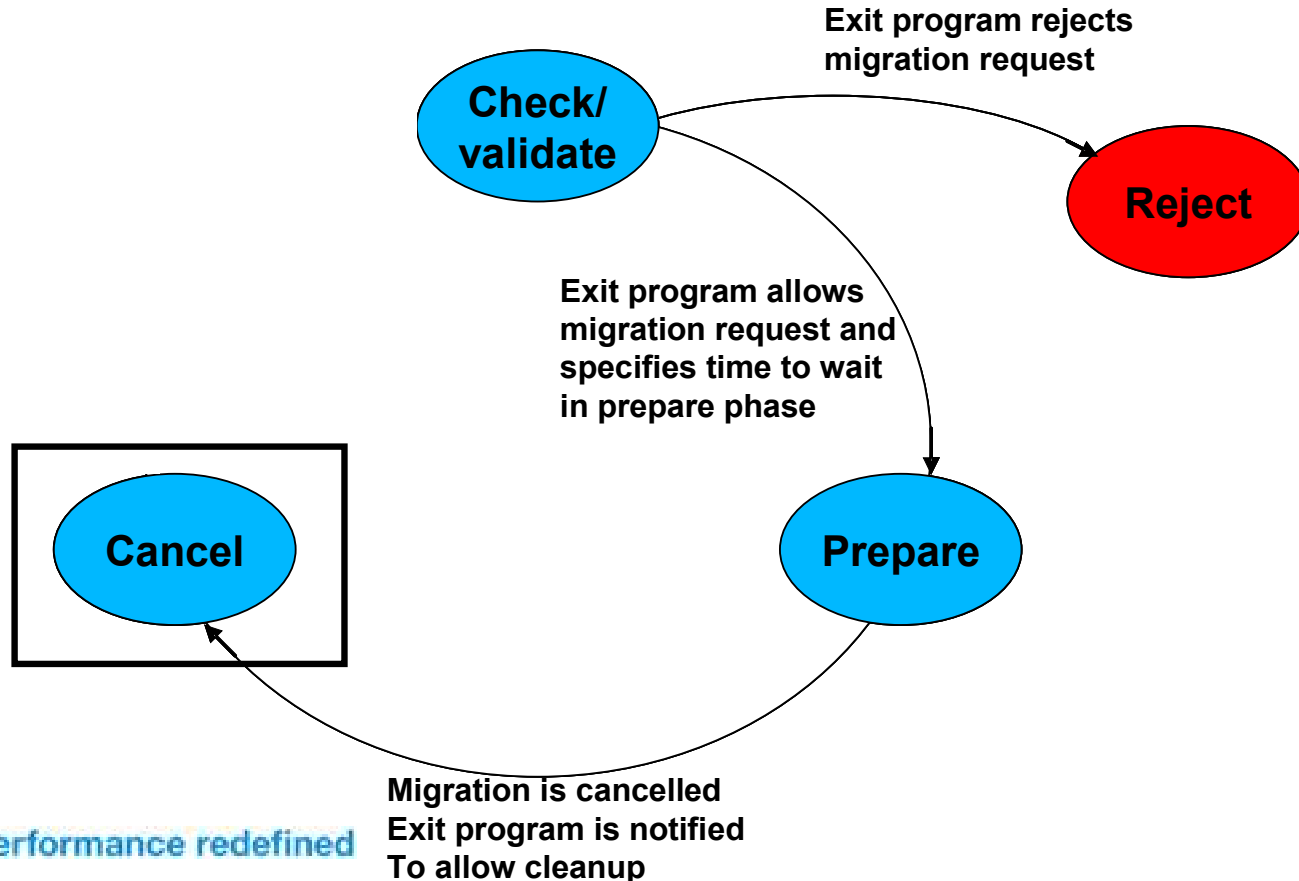 Exit program rejects
migration request
Check/
validate
Reject
Exit program allows
migration request and
specifies time to wait
in prepare phase
Cancel
Prepare
Migration is cancelled
Exit program is notified
To allow cleanup
erformance redefined